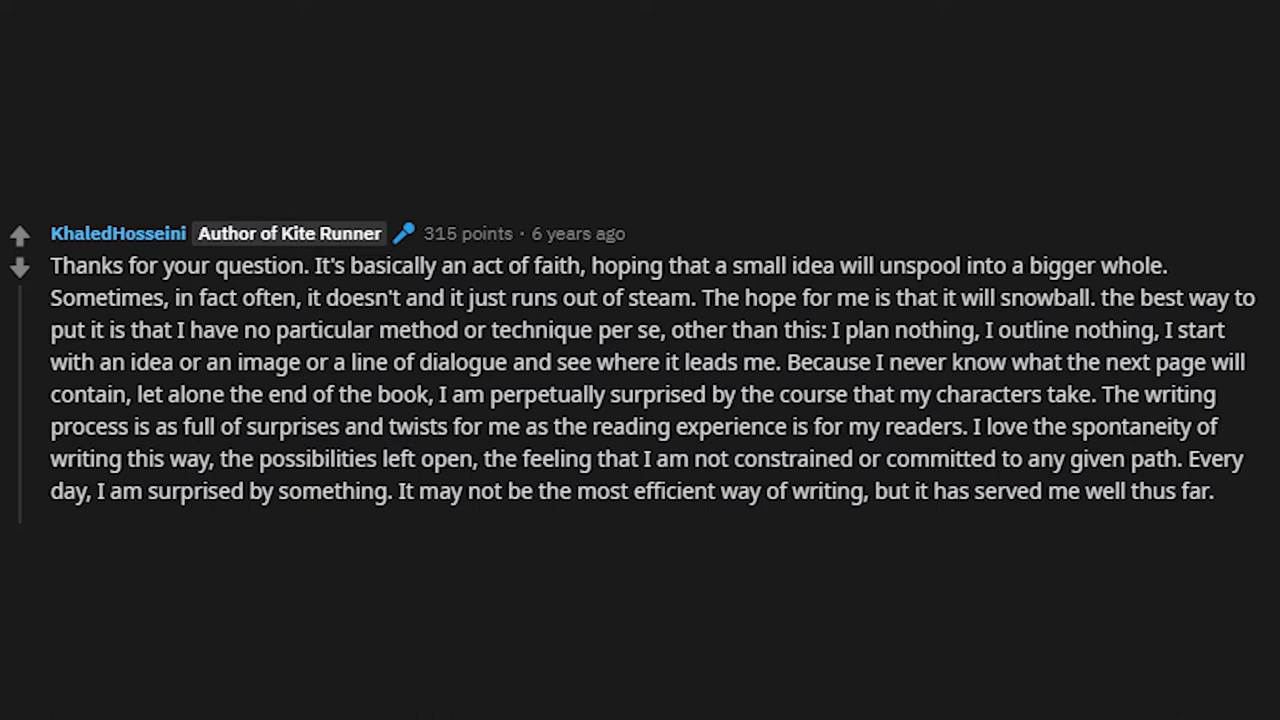 KhaledHosseini Author of Kite Runner 315 points · 6 years ago
Thanks for your question. It's basically an act of faith, hoping that a small idea will unspool into a bigger whole.
Sometimes, in fact often, it doesn't and it just runs out of steam. The hope for me is that it will snowball. the best way to
put it is that I have no particular method or technique per se, other than this: I plan nothing, I outline nothing, I start
with an idea or an image or a line of dialogue and see where it leads me. Because I never know what the next page will
contain, let alone the end of the book, I am perpetually surprised by the course that my characters take. The writing
process is as full of surprises and twists for me as the reading experience is for my readers. I love the spontaneity of
writing this way, the possibilities left open, the feeling that I am not constrained or committed to any given path. Every
day, I am surprised by something. It may not be the most efficient way of writing, but it has served me well thus far.